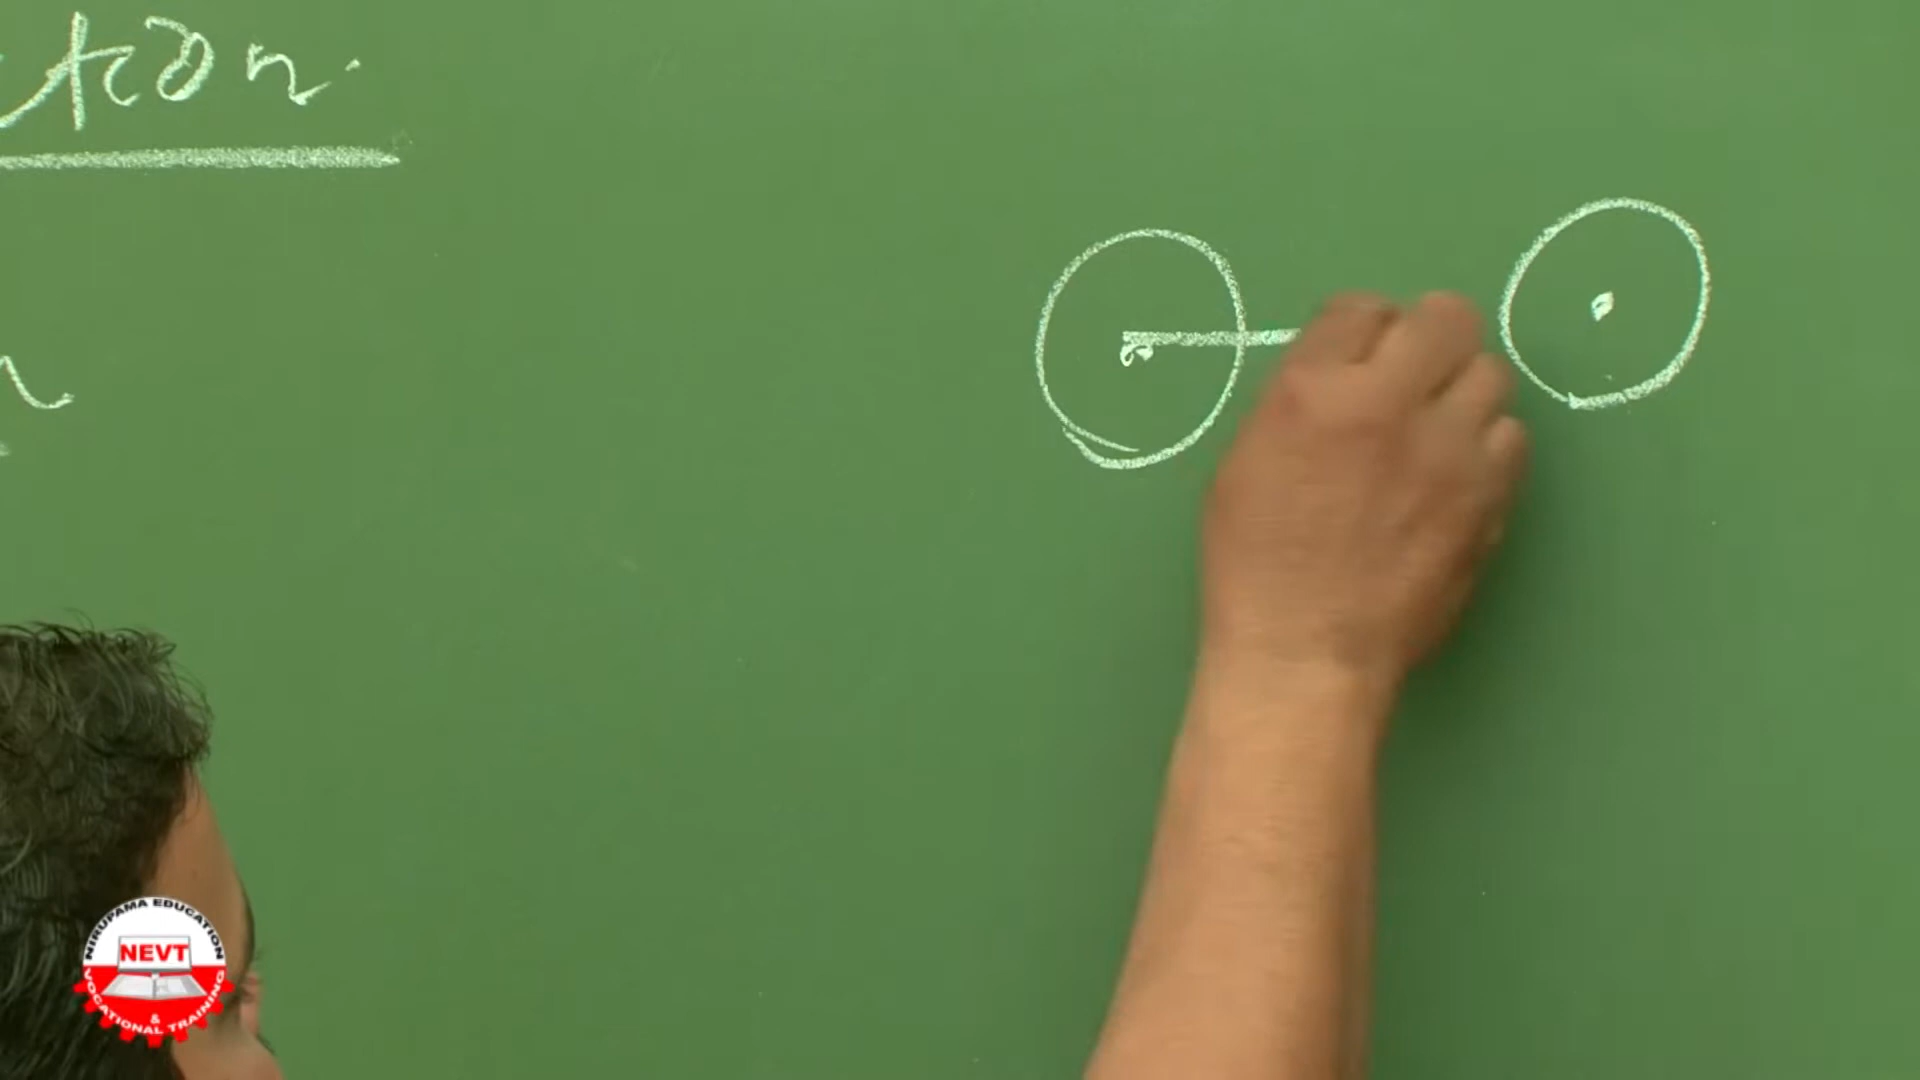 ction.
NIRUPAMA EDUCATION
NEVT
&
VOCATIONAL TRAINING